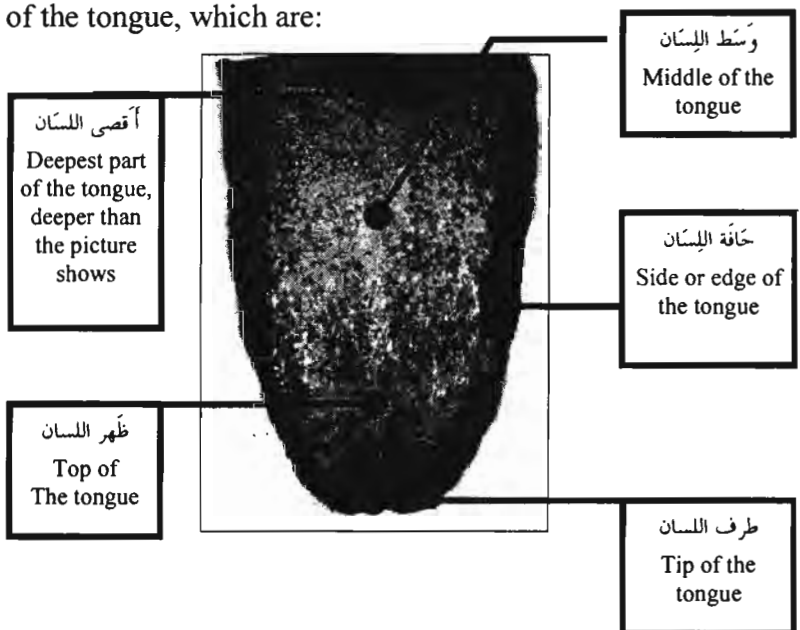 of the tongue, which are:
وَسَط اللِسَان
Middle of the
tongue
أَقصى اللسَان
Deepest part
of the tongue,
deeper than
the picture
shows
حَافَة اللِسَان
Side or edge of
the tongue
ظَهر اللسان
Top of
The tongue
طرف اللسان
Tip of the
tongue